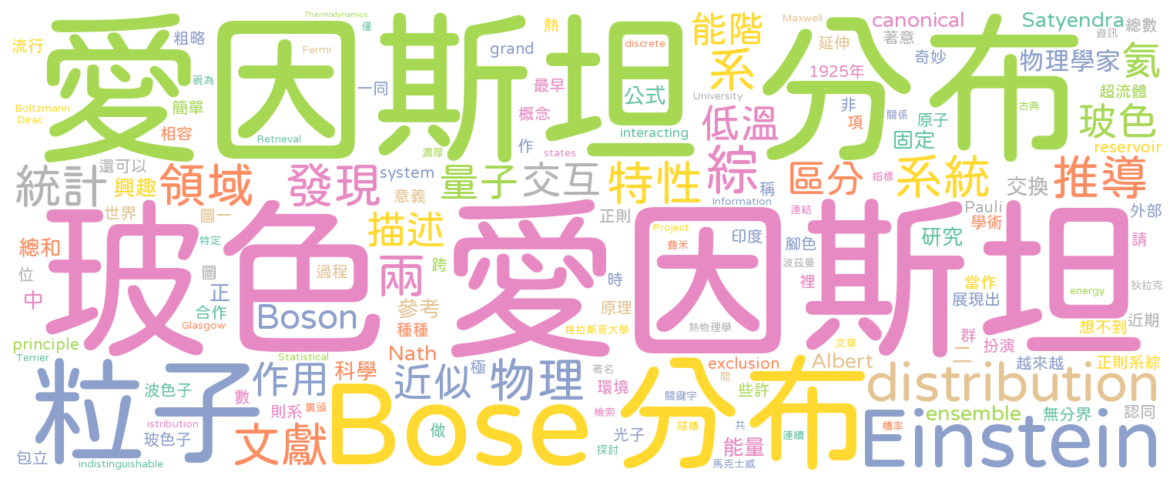 愛因斯坦 分布
玻色 愛因斯坦
粒子 Bose 分布 Einstein
distribution
Thermodynamics
Fermi
流行
粗略
Boltzmann
Dirac
視為
僅
簡單
相容
一同
Retrieval
熱
grand
最早
概念
作
濃厚
states
discrete
公式
interacting
能階
系
University
低溫
Maxwell
延伸
1925年
非
項
canonical
著意
奇妙
關係
原子
固定
古典
Satyendra
總數
資訊
物理學家
氦
超流體
玻色
reservoir
統計
還可以
興趣
領域
發現
system
意義
量子
交互
特性
綜
區分
Information
指標
系統
交換
推導
世界
圖一
總和
特定
位
中
圖
過程
正
合作
Glasgow
描述
兩
跨
參考
種種
正則
時
原理
Project
費米
印度
連結
腳色
波茲曼
裡
Pauli
學術
研究
當作
展現出
外部
請
狄拉克
energy
近期
想不到
principle
Terrier
Boson
Statistical
Nath
格拉斯哥大學
熱物理學
exclusion
文章
Albert
二
群
扮演
越來越
正則系綜
波色子
數
作用
科學
近似
極
物理
著名
環境
間
些許
istribution
則系
裏頭
玻色子
包立
indistinguishable
文獻
做
檢索
探討
光子
關鍵字
隨機
能量
共
馬克士威
連續
機率
ensemble
無分界
認同